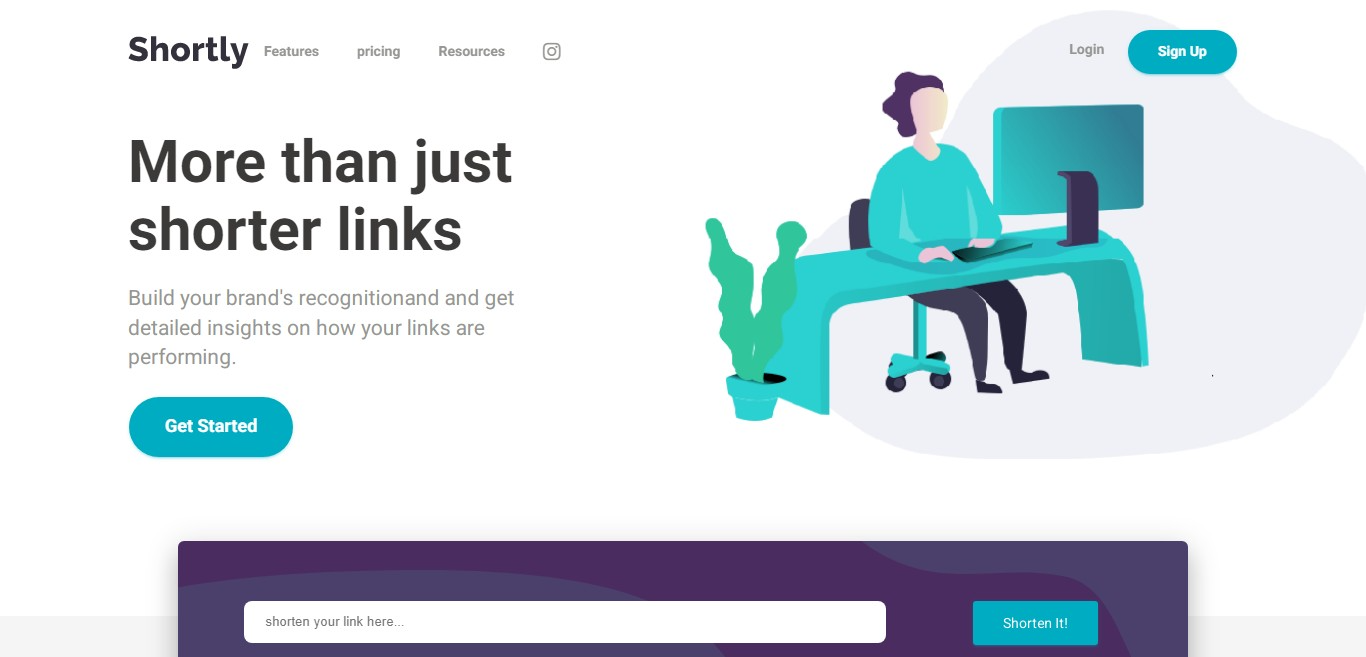 Shortly Features pricing Resources Login Sign Up
More than just
shorter links
Build your brand's recognitionand and get
detailed insights on how your links are
performing.
Get Started
shorten your link here... Shorten It!